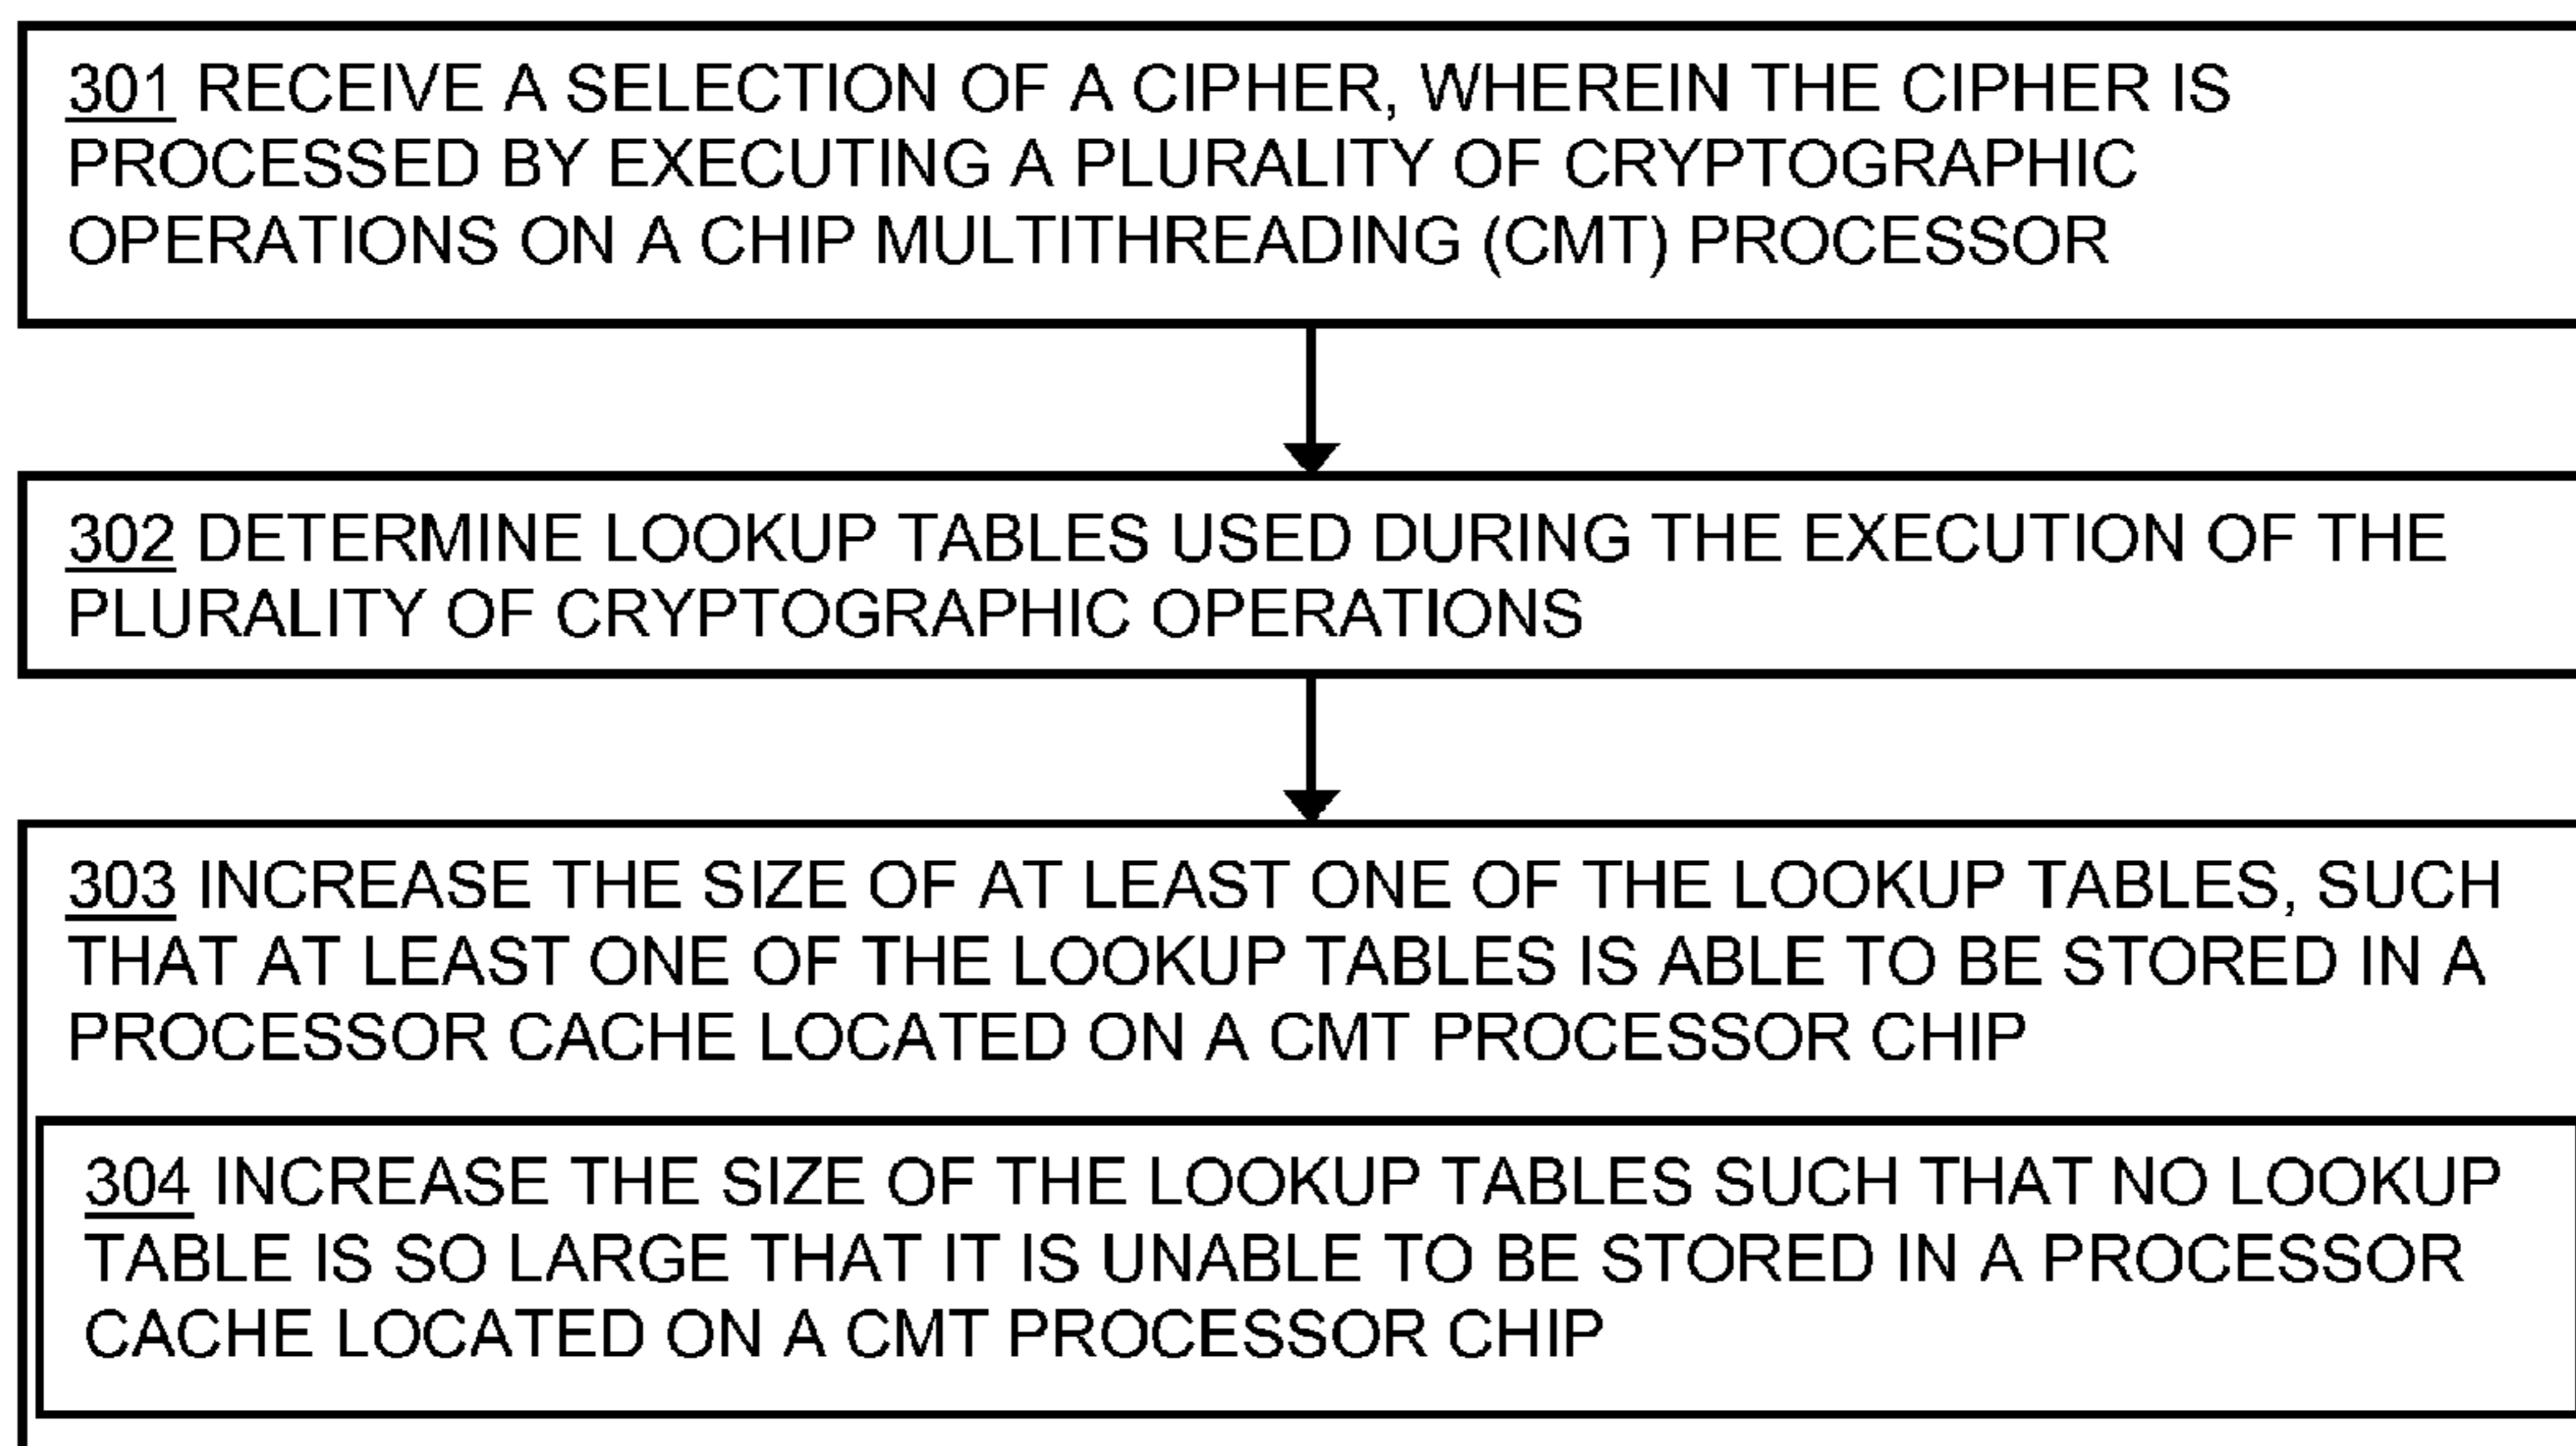 301 RECEIVE A SELECTION OF A CIPHER, WHEREIN THE CIPHER IS
PROCESSED BY EXECUTING A PLURALITY OF CRYPTOGRAPHIC
OPERATIONS ON A CHIP MULTITHREADING (CMT) PROCESSOR
302 DETERMINE LOOKUP TABLES USED DURING THE EXECUTION OF THE
PLURALITY OF CRYPTOGRAPHIC OPERATIONS
303 INCREASE THE SIZE OF AT LEAST ONE OF THE LOOKUP TABLES, SUCH
THAT AT LEAST ONE OF THE LOOKUP TABLES IS ABLE TO BE STORED IN A
PROCESSOR CACHE LOCATED ON A CMT PROCESSOR CHIP
304 INCREASE THE SIZE OF THE LOOKUP TABLES SUCH THAT NO LOOKUP
TABLE IS SO LARGE THAT IT IS UNABLE TO BE STORED IN A PROCESSOR
CACHE LOCATED ON A CMT PROCESSOR CHIP